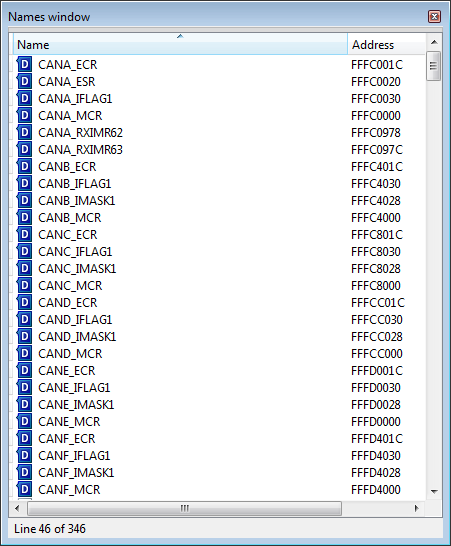 Names window
Name Address
D CANA_ECR FFFC001C
D CANA_ESR FFFC0020
D CANA_IFLAG1 FFFC0030
D CANA_MCR FFFC0000
D CANA_RXIMR62 FFFC0978
D CANA_RXIMR63 FFFC097C
D CANB_ECR FFFC401C
D CANB_IFLAG1 FFFC4030
D CANB_IMASK1 FFFC4028
D CANB_MCR FFFC4000
D CANC_ECR FFFC801C
D CANC_IFLAG1 FFFC8030
D CANC_IMASK1 FFFC8028
D CANC_MCR FFFC8000
D CAND_ECR FFFCC01C
D CAND_IFLAG1 FFFCC030
D CAND_IMASK1 FFFCC028
D CAND_MCR FFFCC000
D CANE_ECR FFFD001C
D CANE_IFLAG1 FFFD0030
D CANE_IMASK1 FFFD0028
D CANE_MCR FFFD0000
D CANF_ECR FFFD401C
D CANF_IFLAG1 FFFD4030
D CANF_IMASK1 FFFD4028
D CANF_MCR FFFD4000
Line 46 of 346